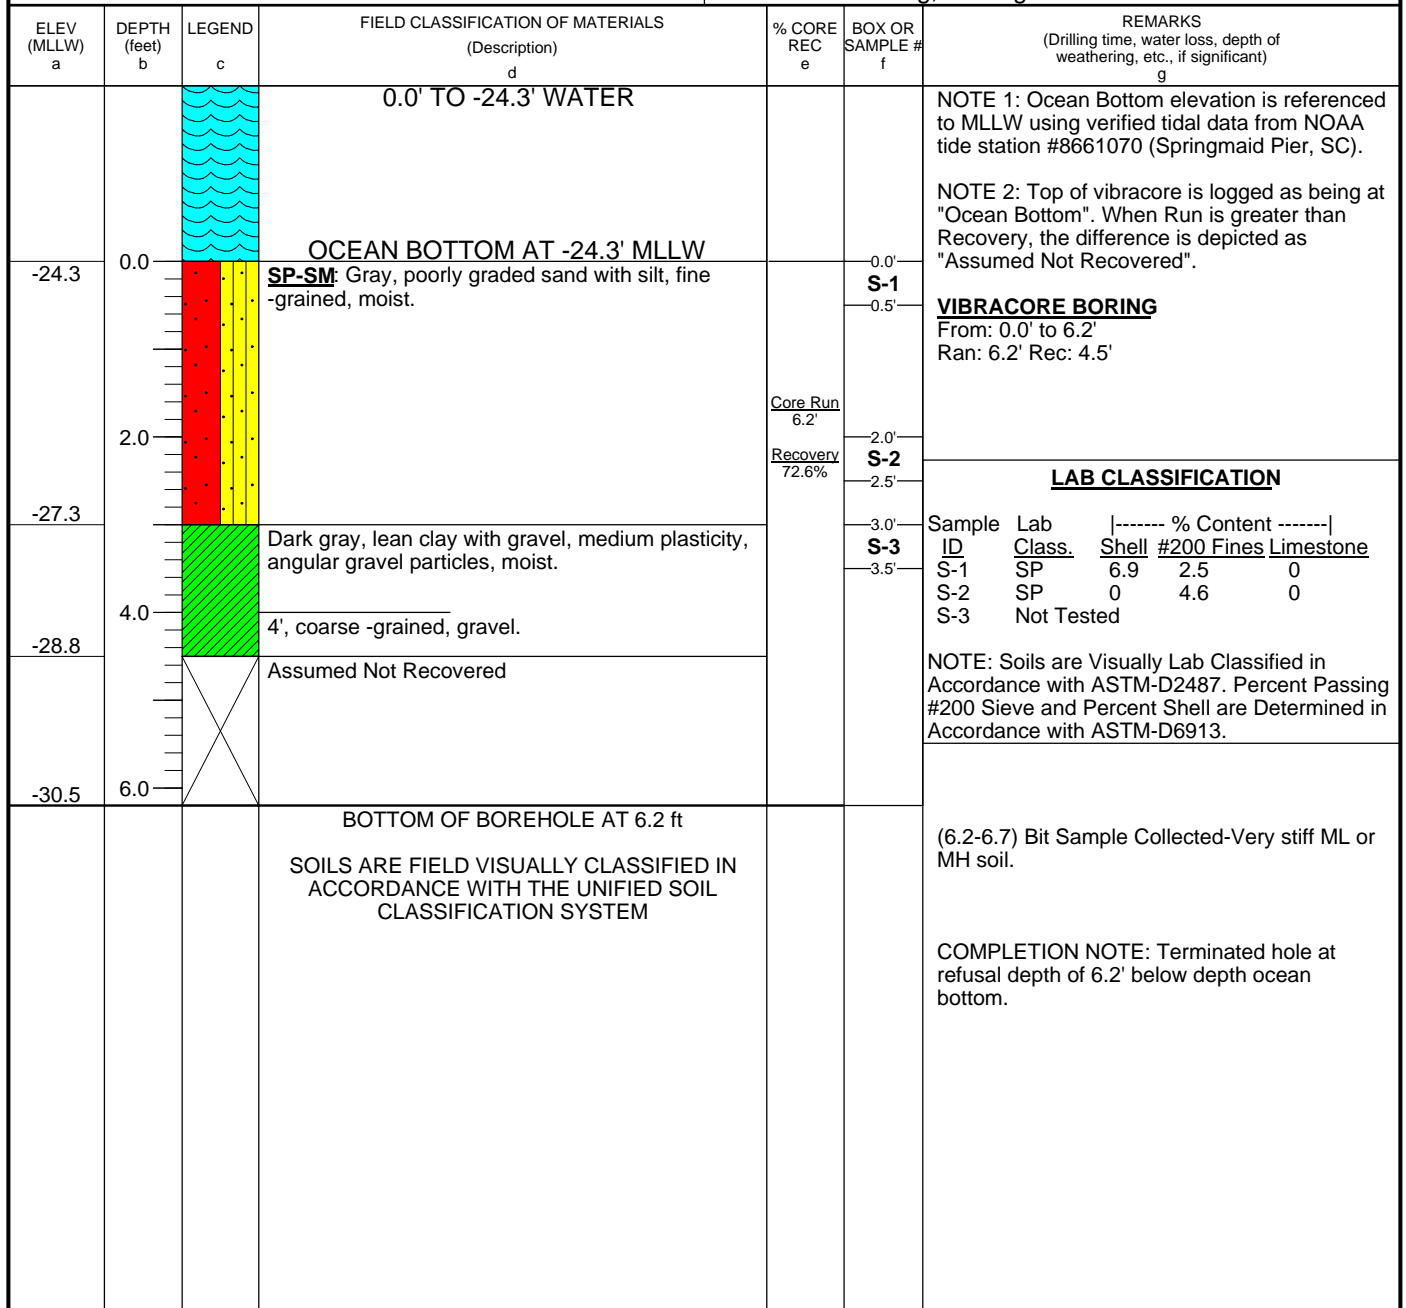 ELEV (MLLW) a
DEPTH (feet) b
LEGEND c
FIELD CLASSIFICATION OF MATERIALS
(Description)
d
% CORE REC e
BOX OR SAMPLE # f
REMARKS
(Drilling time, water loss, depth of
weathering, etc., if significant)
g
0.0' TO -24.3' WATER
OCEAN BOTTOM AT -24.3' MLLW
-24.3
0.0
SP-SM: Gray, poorly graded sand with silt, fine
-grained, moist.
2.0
-27.3
Dark gray, lean clay with gravel, medium plasticity,
angular gravel particles, moist.
4.0
4', coarse -grained, gravel.
-28.8
Assumed Not Recovered
6.0
-30.5
BOTTOM OF BOREHOLE AT 6.2 ft
SOILS ARE FIELD VISUALLY CLASSIFIED IN
ACCORDANCE WITH THE UNIFIED SOIL
CLASSIFICATION SYSTEM
Core Run
6.2'
Recovery
72.6%
0.0'
S-1
0.5'
2.0'
S-2
2.5'
3.0'
S-3
3.5'
NOTE 1: Ocean Bottom elevation is referenced
to MLLW using verified tidal data from NOAA
tide station #8661070 (Springmaid Pier, SC).
NOTE 2: Top of vibracore is logged as being at
"Ocean Bottom". When Run is greater than
Recovery, the difference is depicted as
"Assumed Not Recovered".
VIBRACORE BORING
From: 0.0' to 6.2'
Ran: 6.2' Rec: 4.5'
LAB CLASSIFICATION
Sample Lab |------- % Content -------|
ID Class. Shell #200 Fines Limestone
S-1 SP 6.9 2.5 0
S-2 SP 0 4.6 0
S-3 Not Tested
NOTE: Soils are Visually Lab Classified in
Accordance with ASTM-D2487. Percent Passing
#200 Sieve and Percent Shell are Determined in
Accordance with ASTM-D6913.
(6.2-6.7) Bit Sample Collected-Very stiff ML or
MH soil.
COMPLETION NOTE: Terminated hole at
refusal depth of 6.2' below depth ocean
bottom.